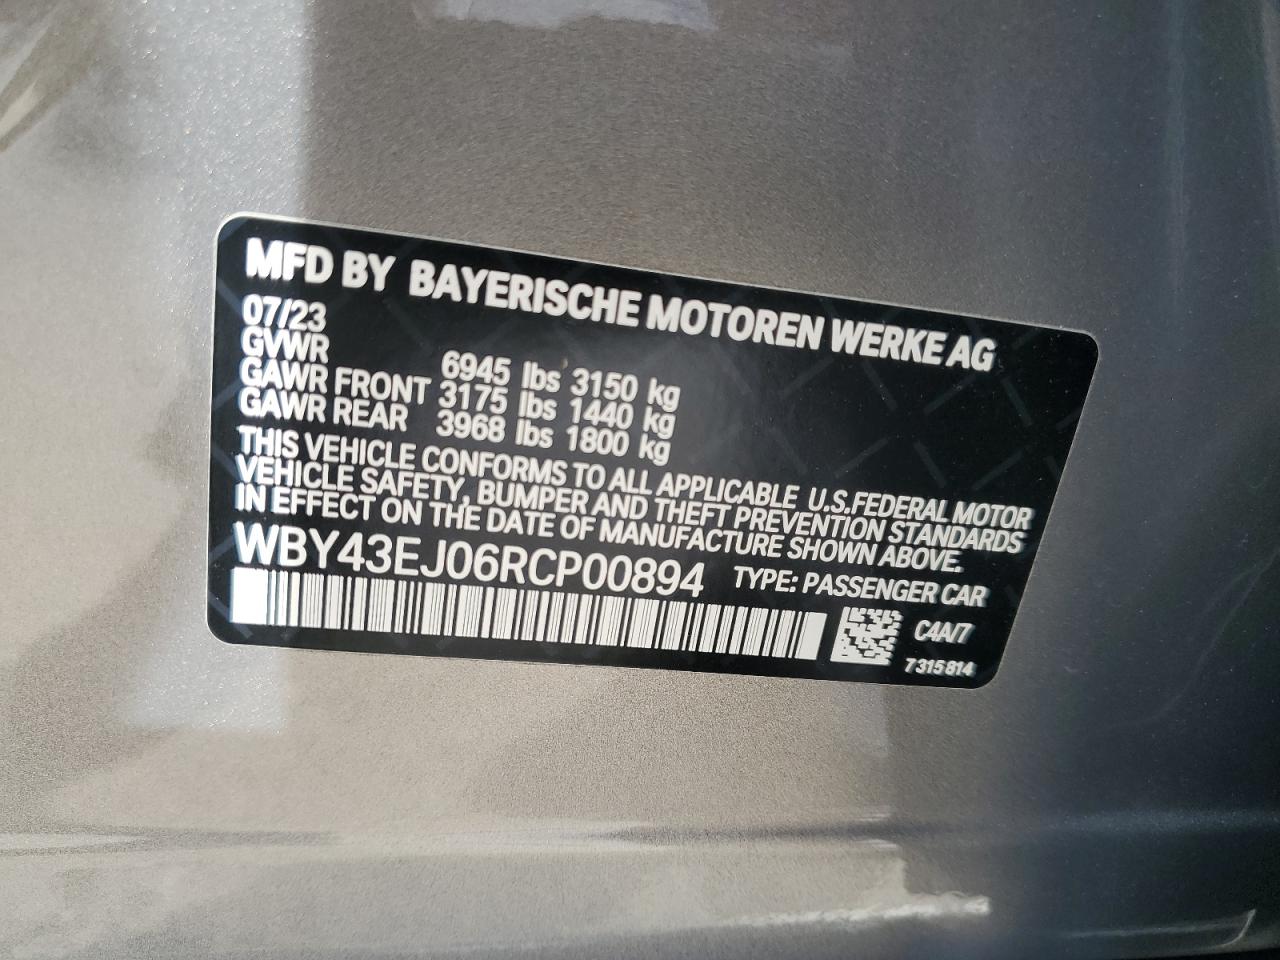 MFD BY BAYERISCHE MOTOREN WERKE AG
07/23
GVWR 6945 lbs 3150 kg
GAWR FRONT 3175 lbs 1440 kg
GAWR REAR 3968 lbs 1800 kg
THIS VEHICLE CONFORMS TO ALL APPLICABLE U.S.FEDERAL MOTOR
VEHICLE SAFETY, BUMPER AND THEFT PREVENTION STANDARDS
IN EFFECT ON THE DATE OF MANUFACTURE SHOWN ABOVE.
WBY43EJ06RCP00894 TYPE: PASSENGER CAR
C4A/7
7 315 814